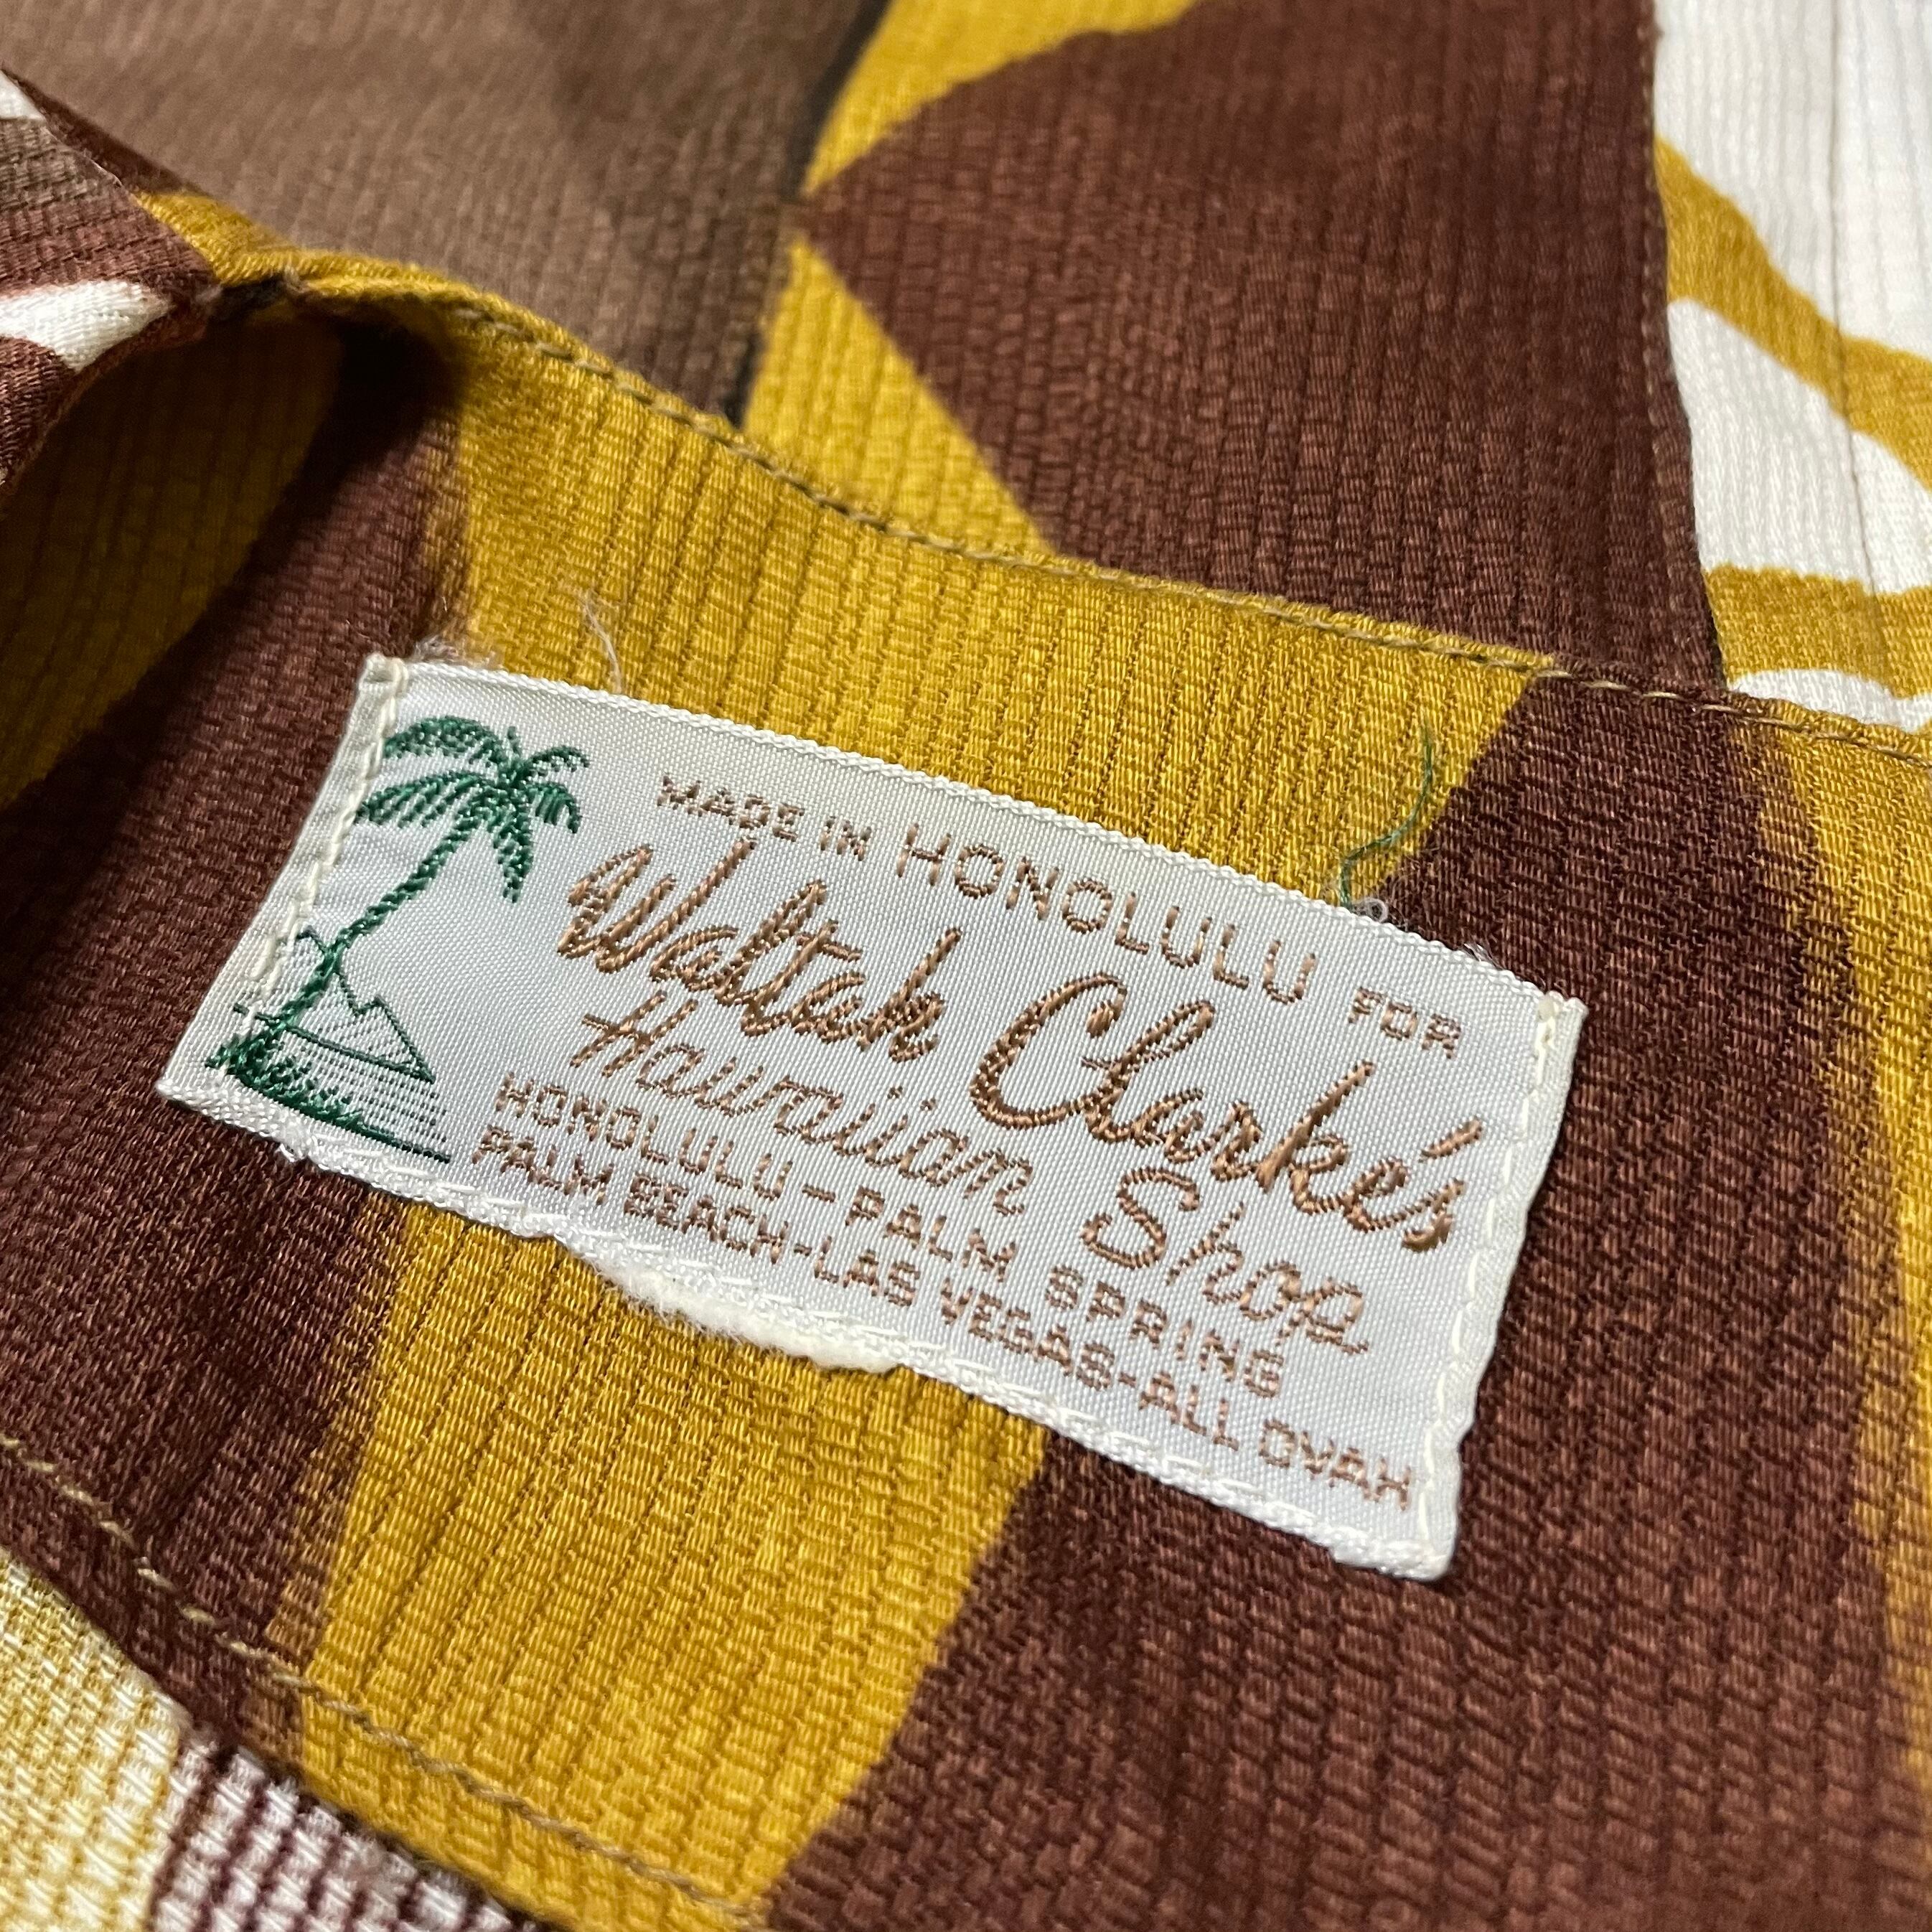 MADE IN HONOLULU FOR
Waltah Clarke's
Hawaiian Shop
HONOLULU-PALM SPRING
PALM BEACH-LAS VEGAS-ALL OVAH